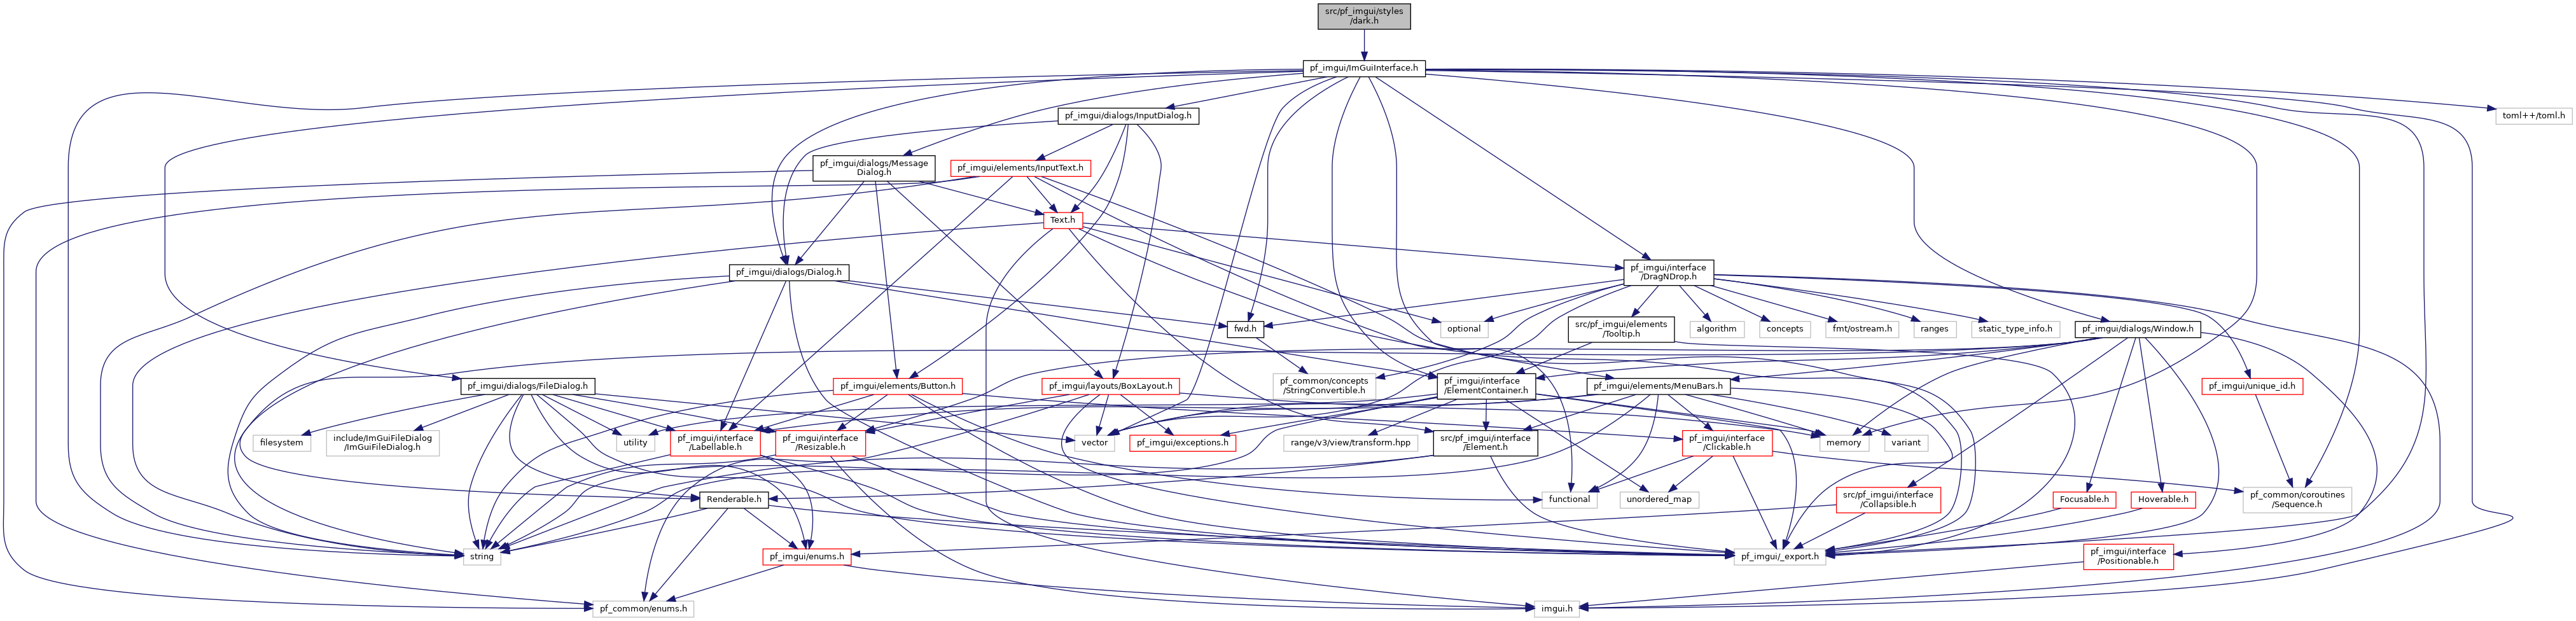 src/pf_imgui/styles
/dark.h
pf_imgui/ImGuiInterface.h
toml++/toml.h
pf_imgui/dialogs/InputDialog.h
pf_imgui/dialogs/Message
Dialog.h
pf_imgui/elements/InputText.h
Text.h
pf_imgui/dialogs/Dialog.h
pf_imgui/interface
/DragNDrop.h
fwd.h
optional
src/pf_imgui/elements
/Tooltip.h
algorithm
concepts
fmt/ostream.h
ranges
static_type_info.h
pf_imgui/dialogs/Window.h
pf_imgui/dialogs/FileDialog.h
pf_imgui/elements/Button.h
pf_imgui/layouts/BoxLayout.h
pf_common/concepts
/StringConvertible.h
pf_imgui/interface
/ElementContainer.h
pf_imgui/elements/MenuBars.h
pf_imgui/unique_id.h
filesystem
include/ImGuiFileDialog
/ImGuiFileDialog.h
utility
pf_imgui/interface
/Labellable.h
pf_imgui/interface
/Resizable.h
vector
pf_imgui/exceptions.h
range/v3/view/transform.hpp
src/pf_imgui/interface
/Element.h
pf_imgui/interface
/Clickable.h
memory
variant
Renderable.h
functional
unordered_map
src/pf_imgui/interface
/Collapsible.h
Focusable.h
Hoverable.h
pf_common/coroutines
/Sequence.h
string
pf_imgui/enums.h
pf_imgui/_export.h
pf_imgui/interface
/Positionable.h
pf_common/enums.h
imgui.h